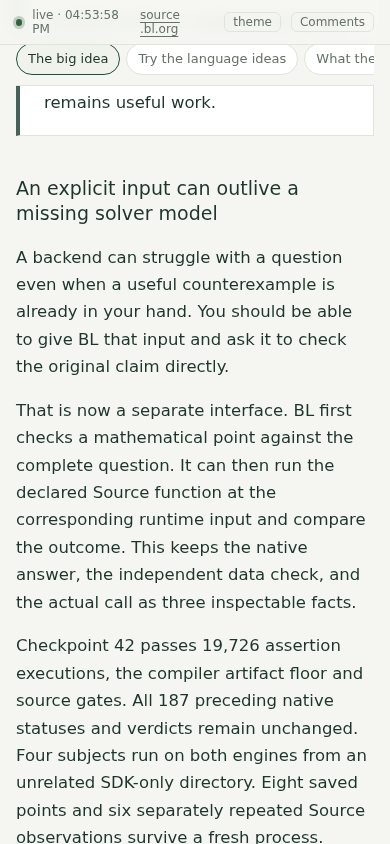 live · 04:53:58 PM
source.bl.org
theme
Comments
The big idea
Try the language ideas
What the
remains useful work.
An explicit input can outlive a
missing solver model
A backend can struggle with a question
even when a useful counterexample is
already in your hand. You should be able
to give BL that input and ask it to check
the original claim directly.
That is now a separate interface. BL first
checks a mathematical point against the
complete question. It can then run the
declared Source function at the
corresponding runtime input and compare
the outcome. This keeps the native
answer, the independent data check, and
the actual call as three inspectable facts.
Checkpoint 42 passes 19,726 assertion
executions, the compiler artifact floor and
source gates. All 187 preceding native
statuses and verdicts remain unchanged.
Four subjects run on both engines from an
unrelated SDK-only directory. Eight saved
points and six separately repeated Source
observations survive a fresh process.